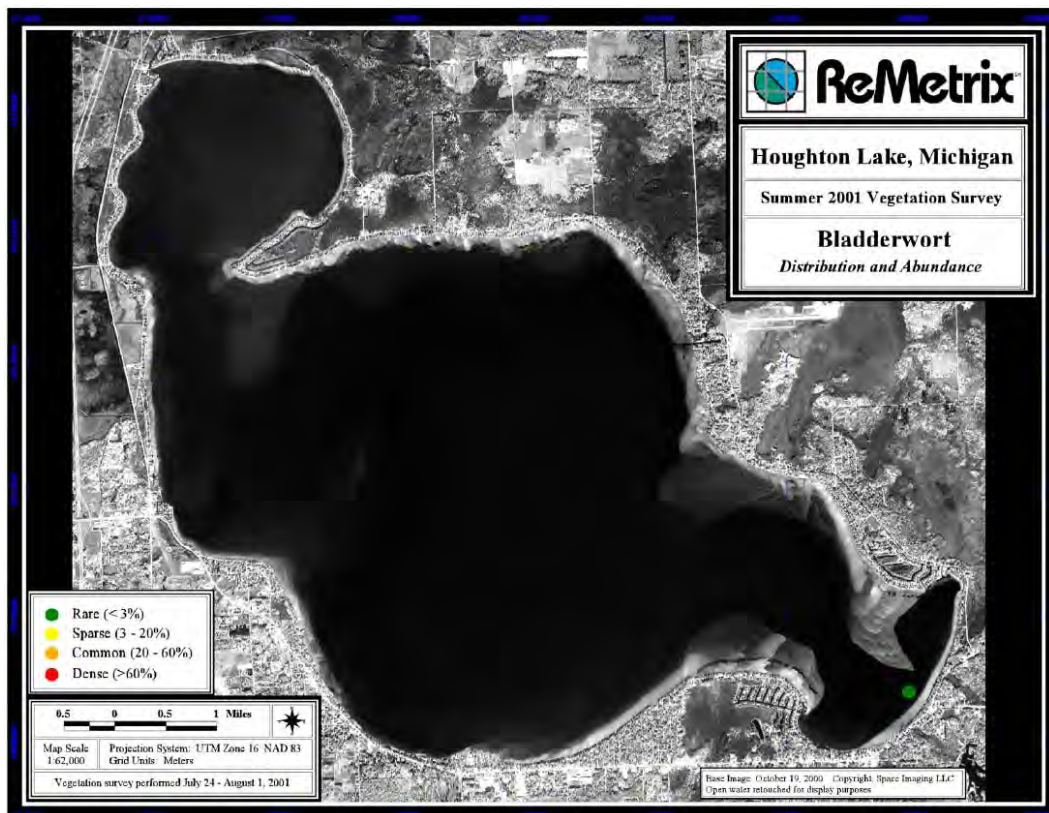 ReMetrix
Houghton Lake, Michigan
Summer 2001 Vegetation Survey
Bladderwort
Distribution and Abundance
Rare (< 3%)
Sparse (3 - 20%)
Common (20 - 60%)
Dense (>60%)
0.5 0 0.5 1 Miles
Map Scale
1:62,000
Projection System: UTM Zone 16 NAD 83
Grid Units: Meters
Vegetation survey performed July 24 - August 1, 2001
Base Image: October 19, 2000 Copyright Space Imaging LLC
Open water retouched for display purposes